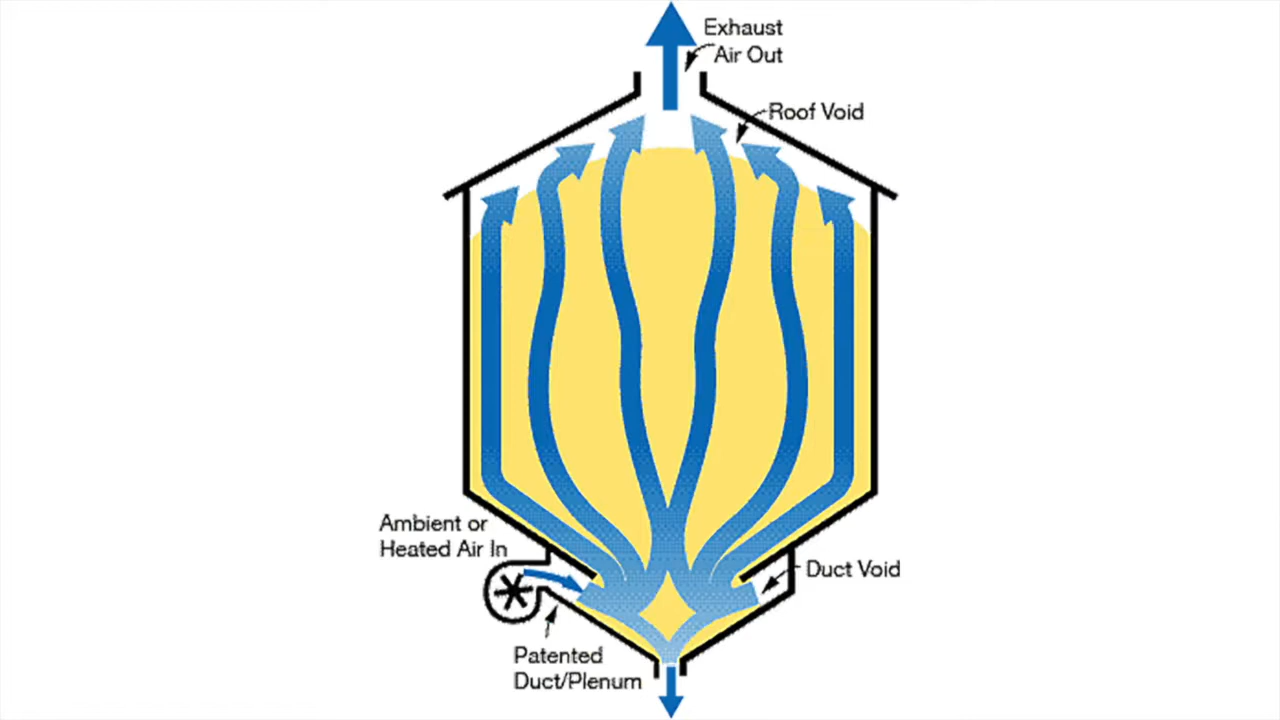 Exhaust
Air Out
Roof Void
Ambient or
Heated Air In
Duct Void
Patented
Duct/Plenum